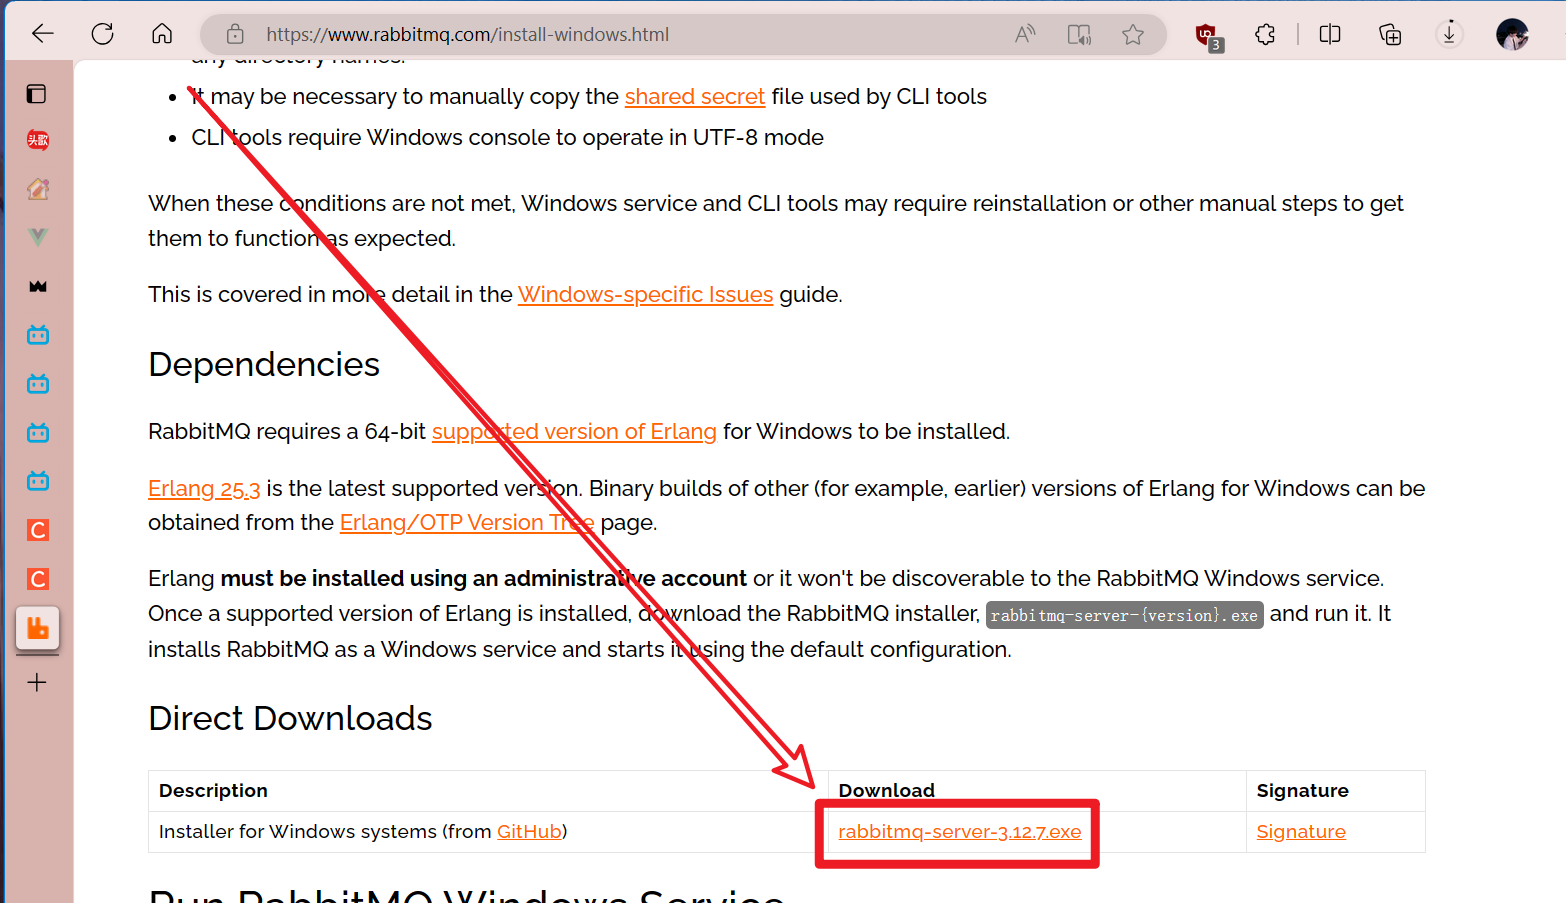 https://www.rabbitmq.com/install-windows.html
3
any directory names.
It may be necessary to manually copy the shared secret file used by CLI tools
CLI tools require Windows console to operate in UTF-8 mode
When these conditions are not met, Windows service and CLI tools may require reinstallation or other manual steps to get
them to function as expected.
This is covered in more detail in the Windows-specific Issues guide.
Dependencies
RabbitMQ requires a 64-bit supported version of Erlang for Windows to be installed.
Erlang 25.3 is the latest supported version. Binary builds of other (for example, earlier) versions of Erlang for Windows can be
obtained from the Erlang/OTP Version Tree page.
Erlang must be installed using an administrative account or it won't be discoverable to the RabbitMQ Windows service.
Once a supported version of Erlang is installed, download the RabbitMQ installer, rabbitmq-server-{version}.exe and run it. It
installs RabbitMQ as a Windows service and starts it using the default configuration.
Direct Downloads
Description Download Signature
Installer for Windows systems (from GitHub) rabbitmq-server-3.12.7.exe Signature
Run RabbitMQ Windows Service
头歌
C
C